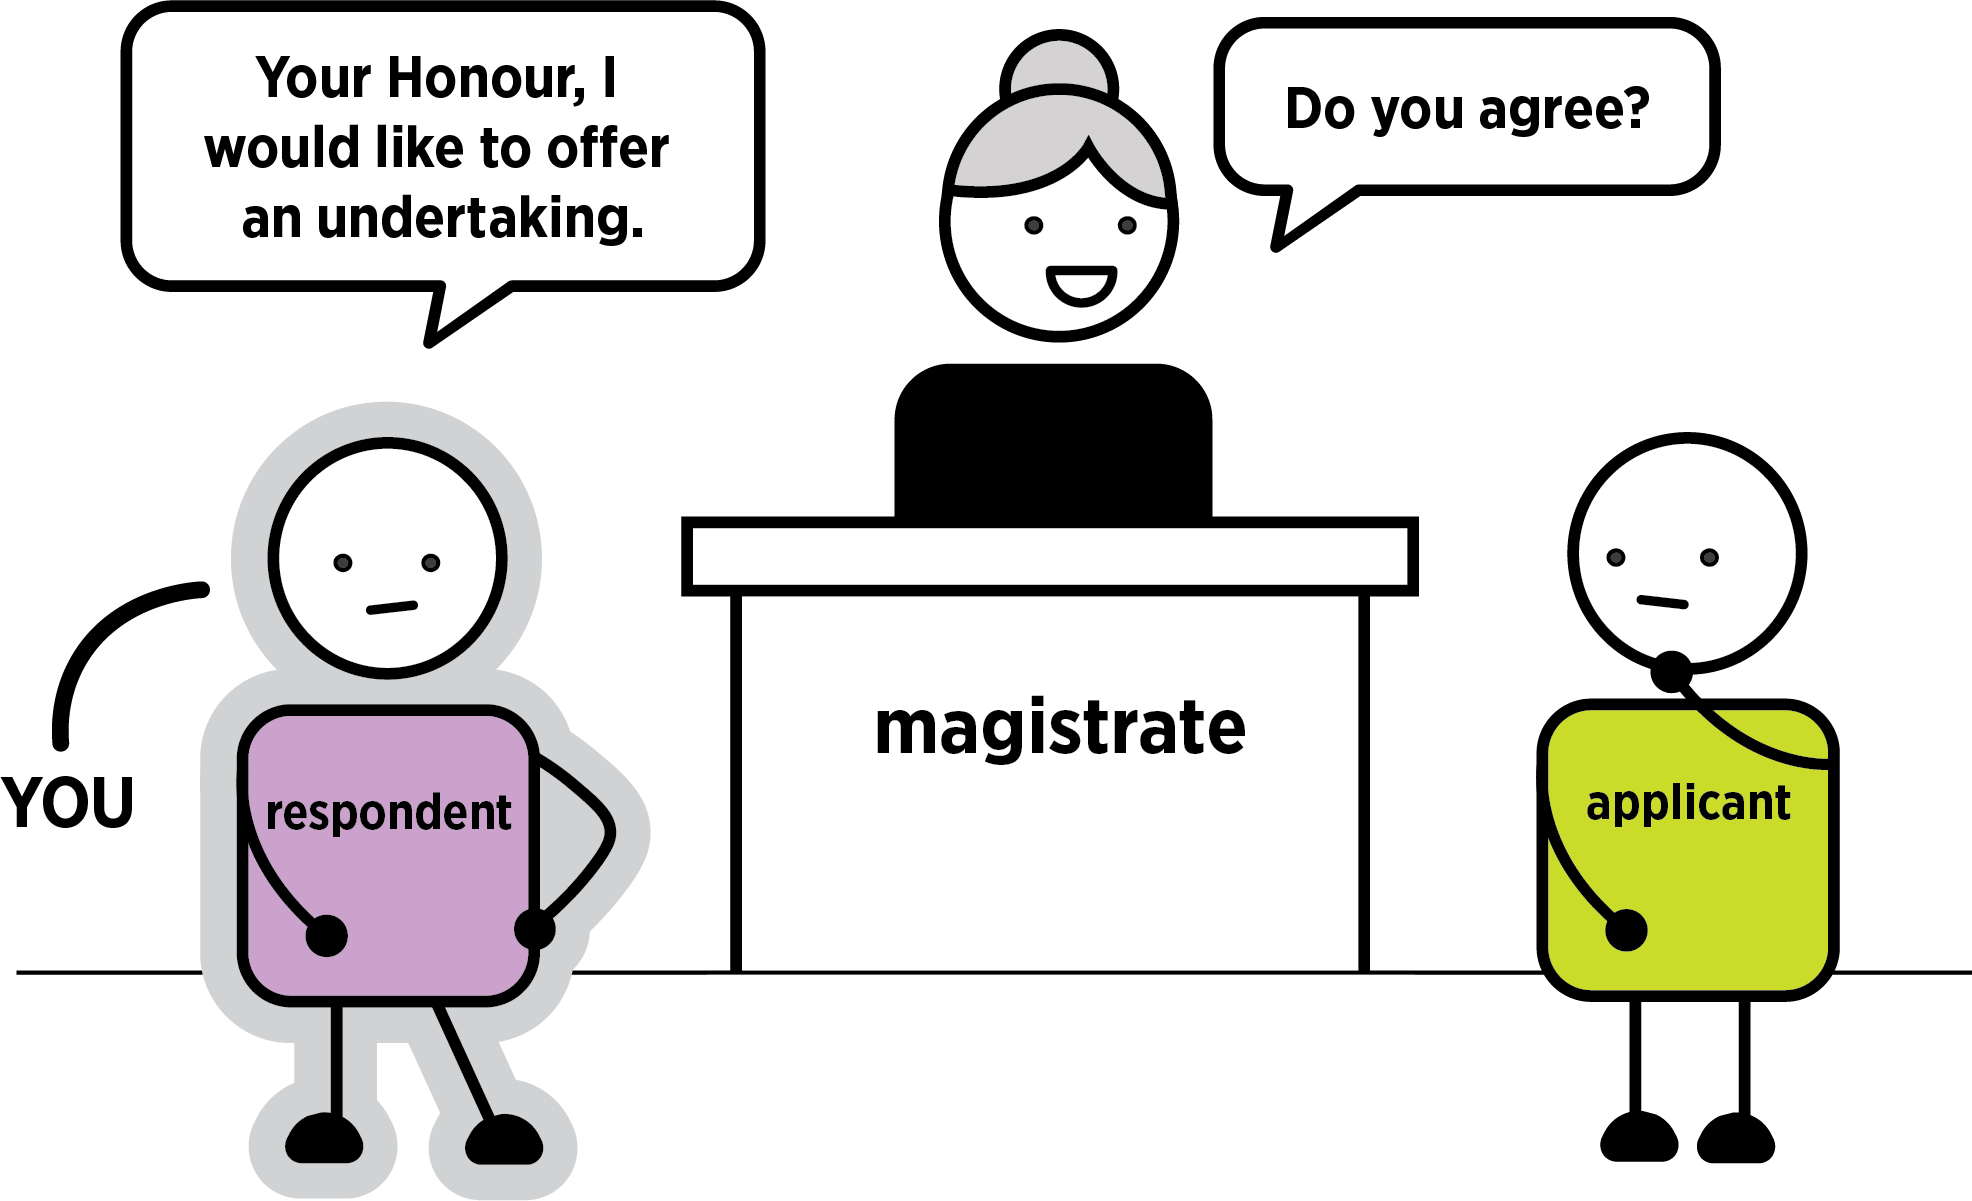 Your Honour, I
would like to offer
an undertaking.
Do you agree?
magistrate
YOU
respondent
applicant